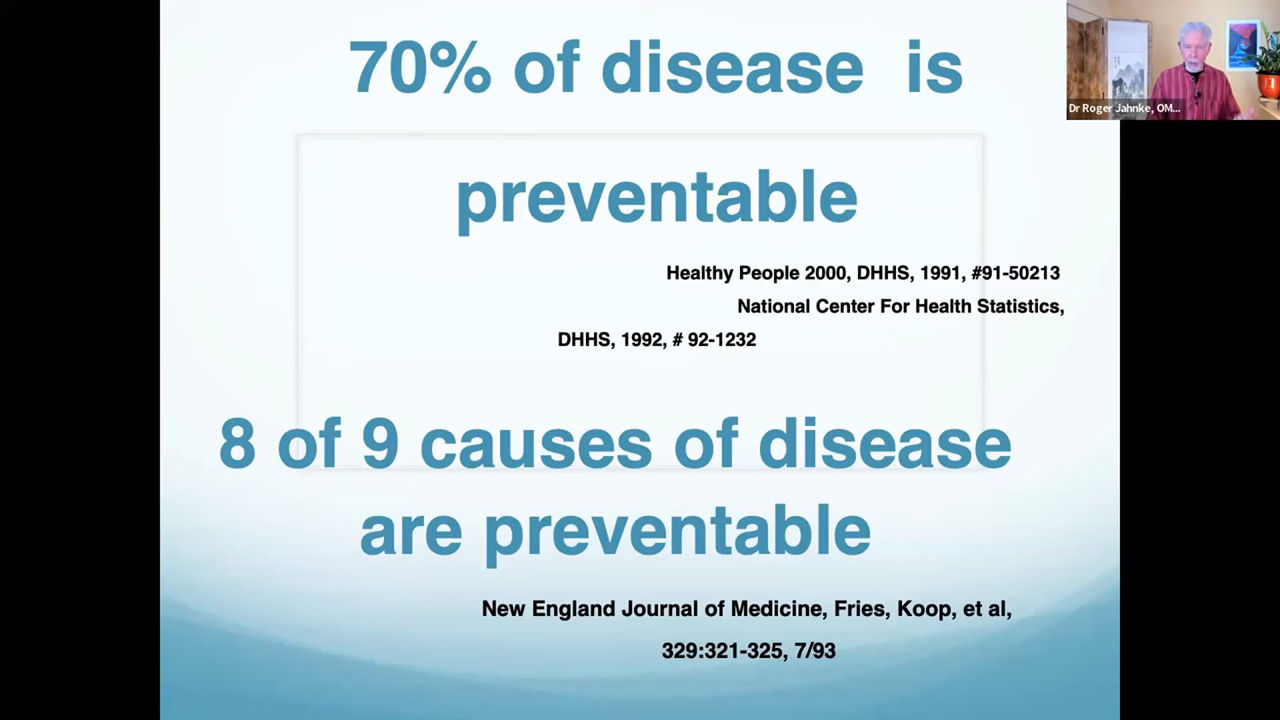 70% of disease is
Dr Roger Jahnke, OM...
preventable
Healthy People 2000, DHHS, 1991, #91-50213
National Center For Health Statistics,
DHHS, 1992, # 92-1232
8 of 9 causes of disease
are preventable
New England Journal of Medicine, Fries, Koop, et al,
329:321-325, 7/93